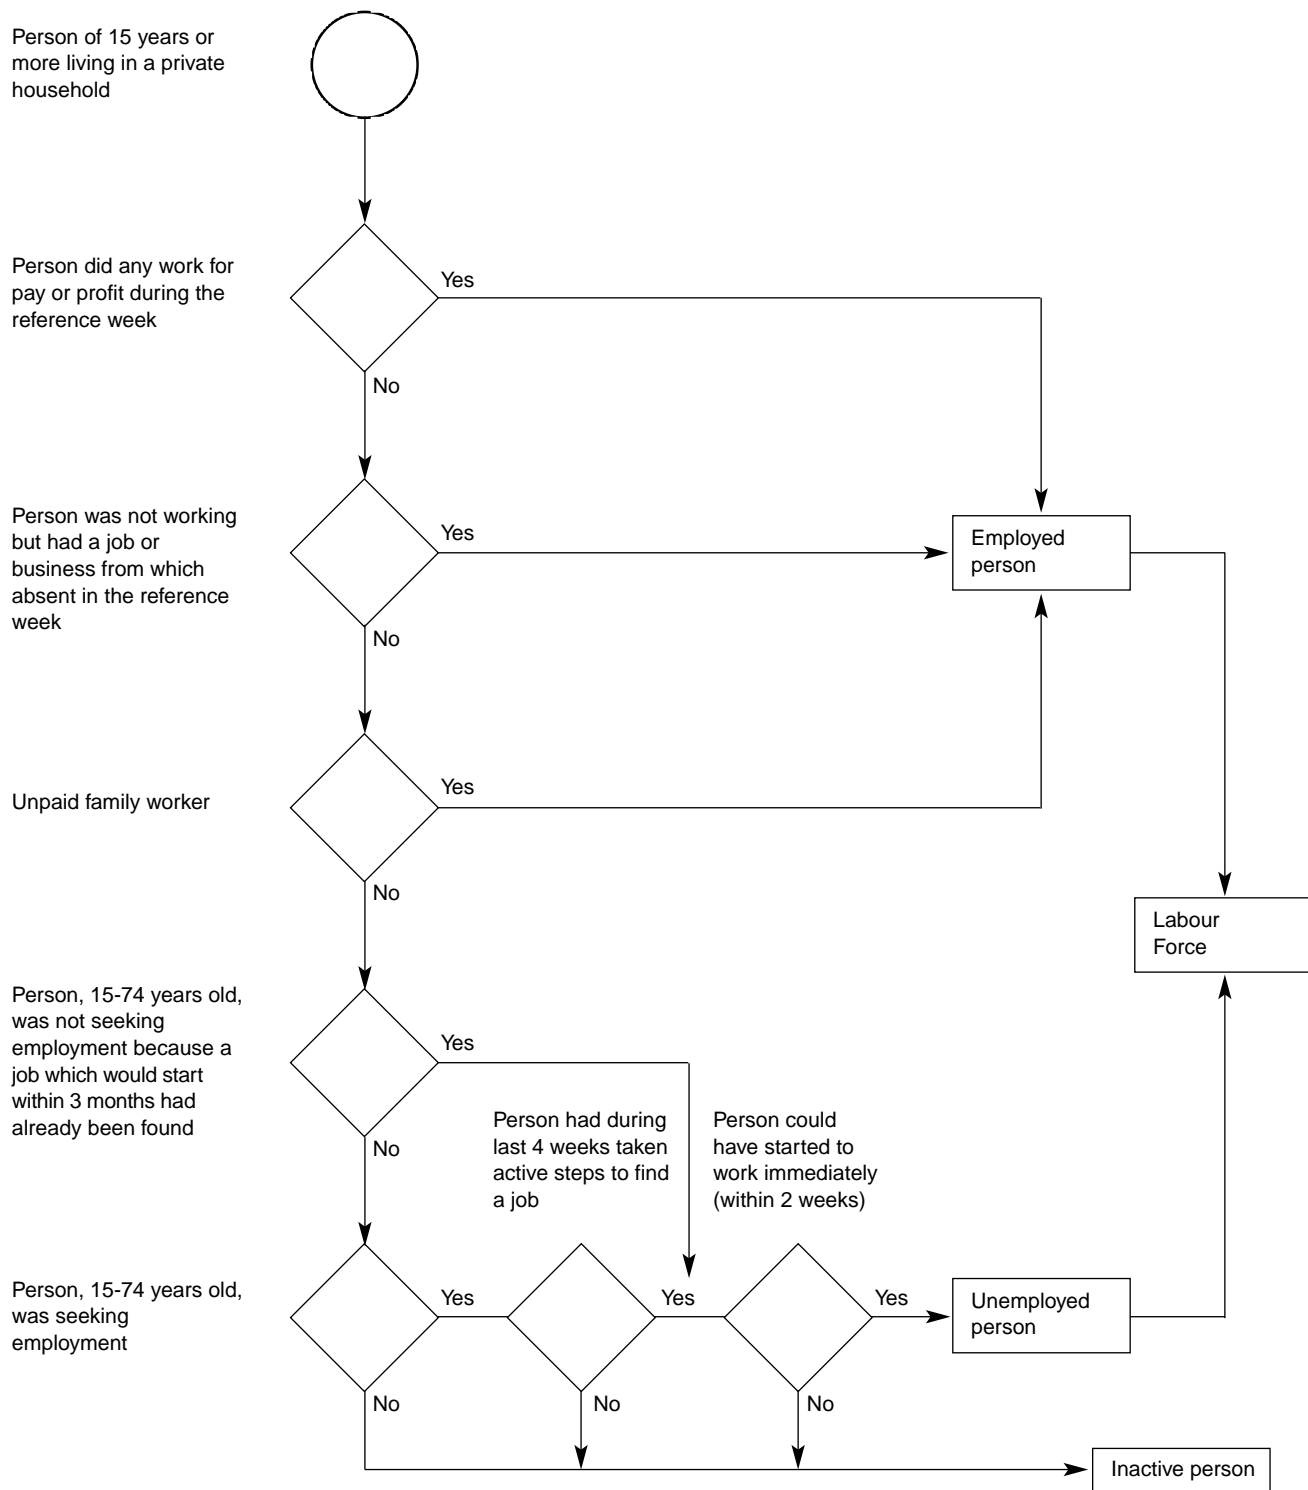 Person of 15 years or
more living in a private
household
Person did any work for
pay or profit during the
reference week
Yes
No
Person was not working
but had a job or
business from which
absent in the reference
week
Yes
Employed
person
No
Unpaid family worker
Yes
No
Labour
Force
Person, 15-74 years old,
was not seeking
employment because a
job which would start
within 3 months had
already been found
Yes
No
Person had during
last 4 weeks taken
active steps to find
a job
Person could
have started to
work immediately
(within 2 weeks)
Person, 15-74 years old,
was seeking
employment
Yes
Yes
Yes
Unemployed
person
No
No
No
Inactive person